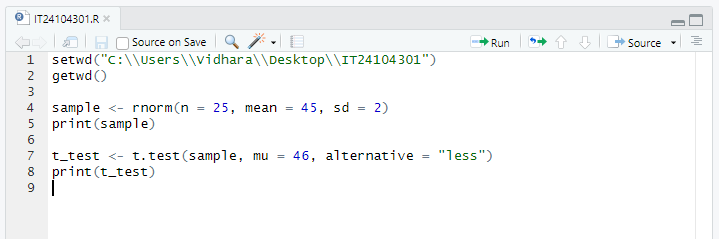 IT24104301.R
Source on Save
Run
Source
1 setwd("C:\\Users\\Vidhara\\Desktop\\IT24104301")
2 getwd()
3
4 sample <- rnorm(n = 25, mean = 45, sd = 2)
5 print(sample)
6
7 t_test <- t.test(sample, mu = 46, alternative = "less")
8 print(t_test)
9